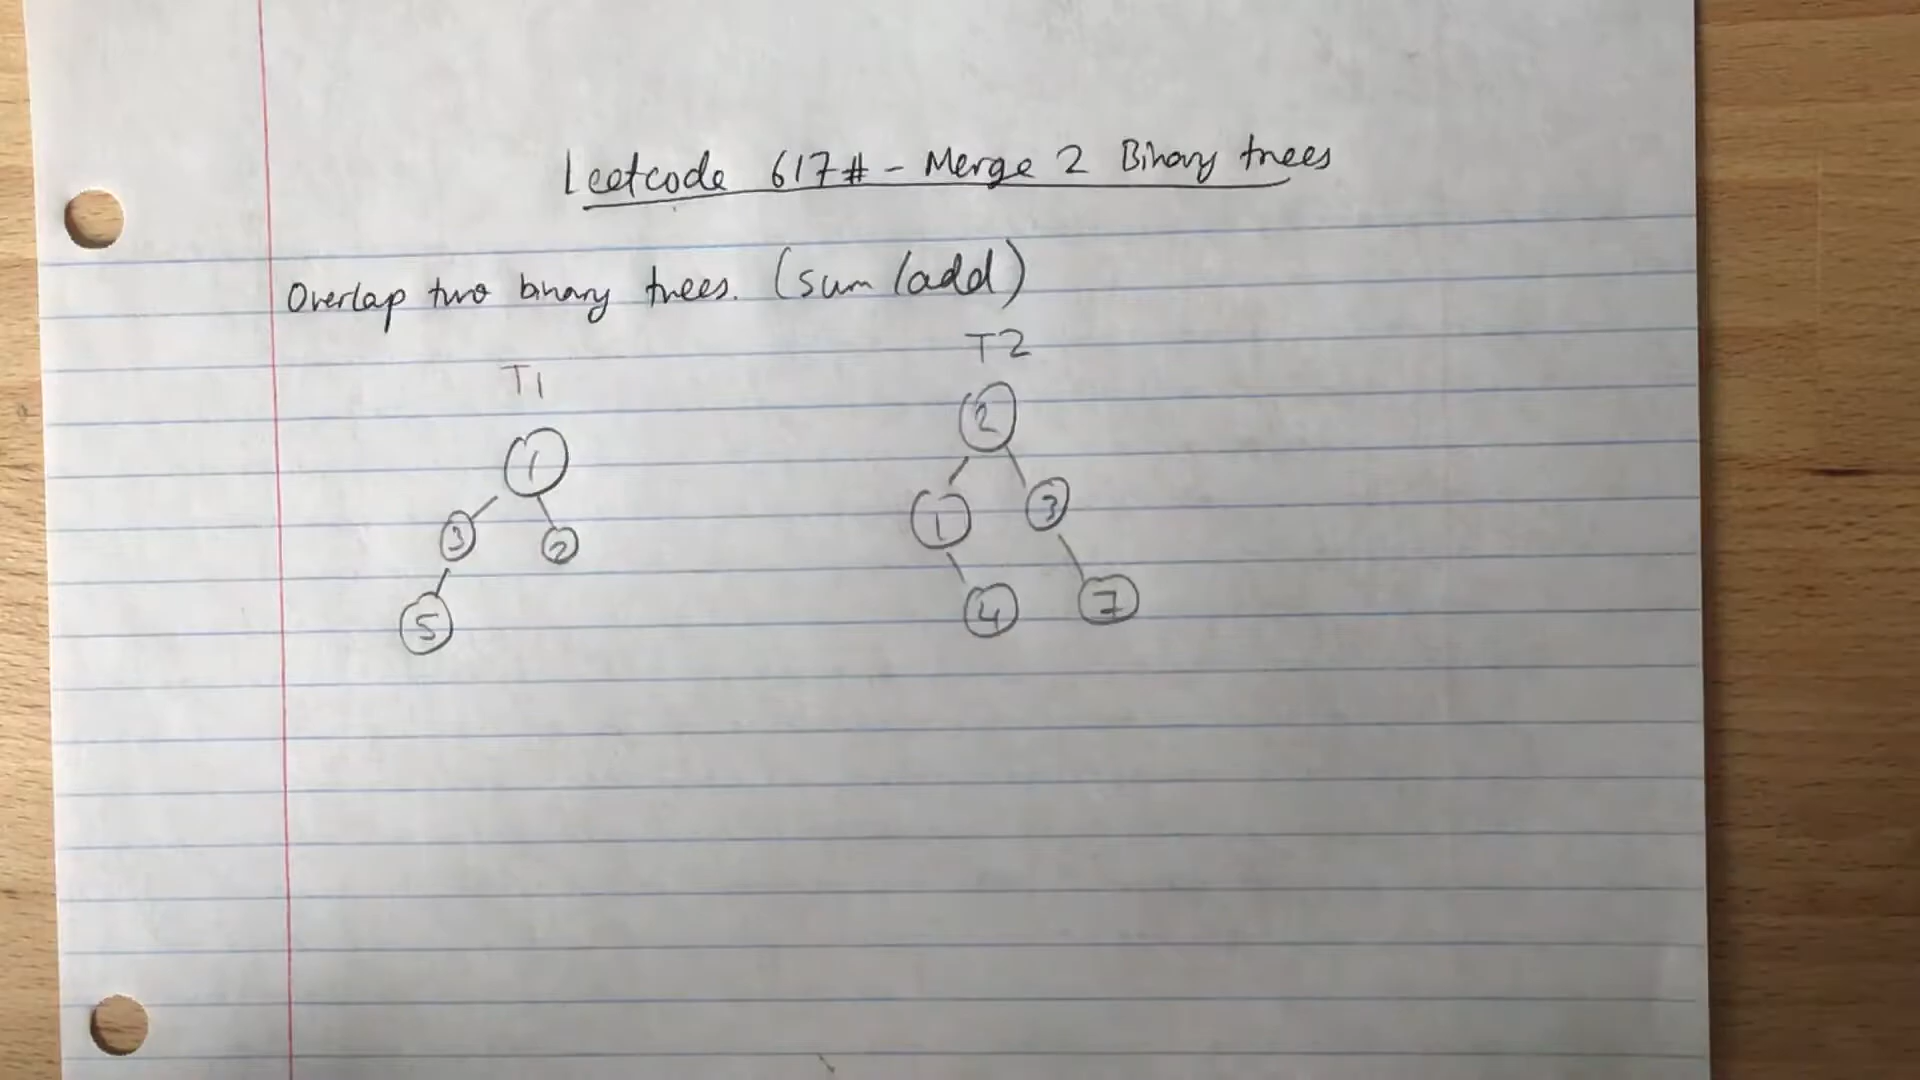 Leetcode 617# - Merge 2 Binary trees
Overlap two binary trees. (sum/add)
T1
1
3 2
5
T2
2
1 3
4 7